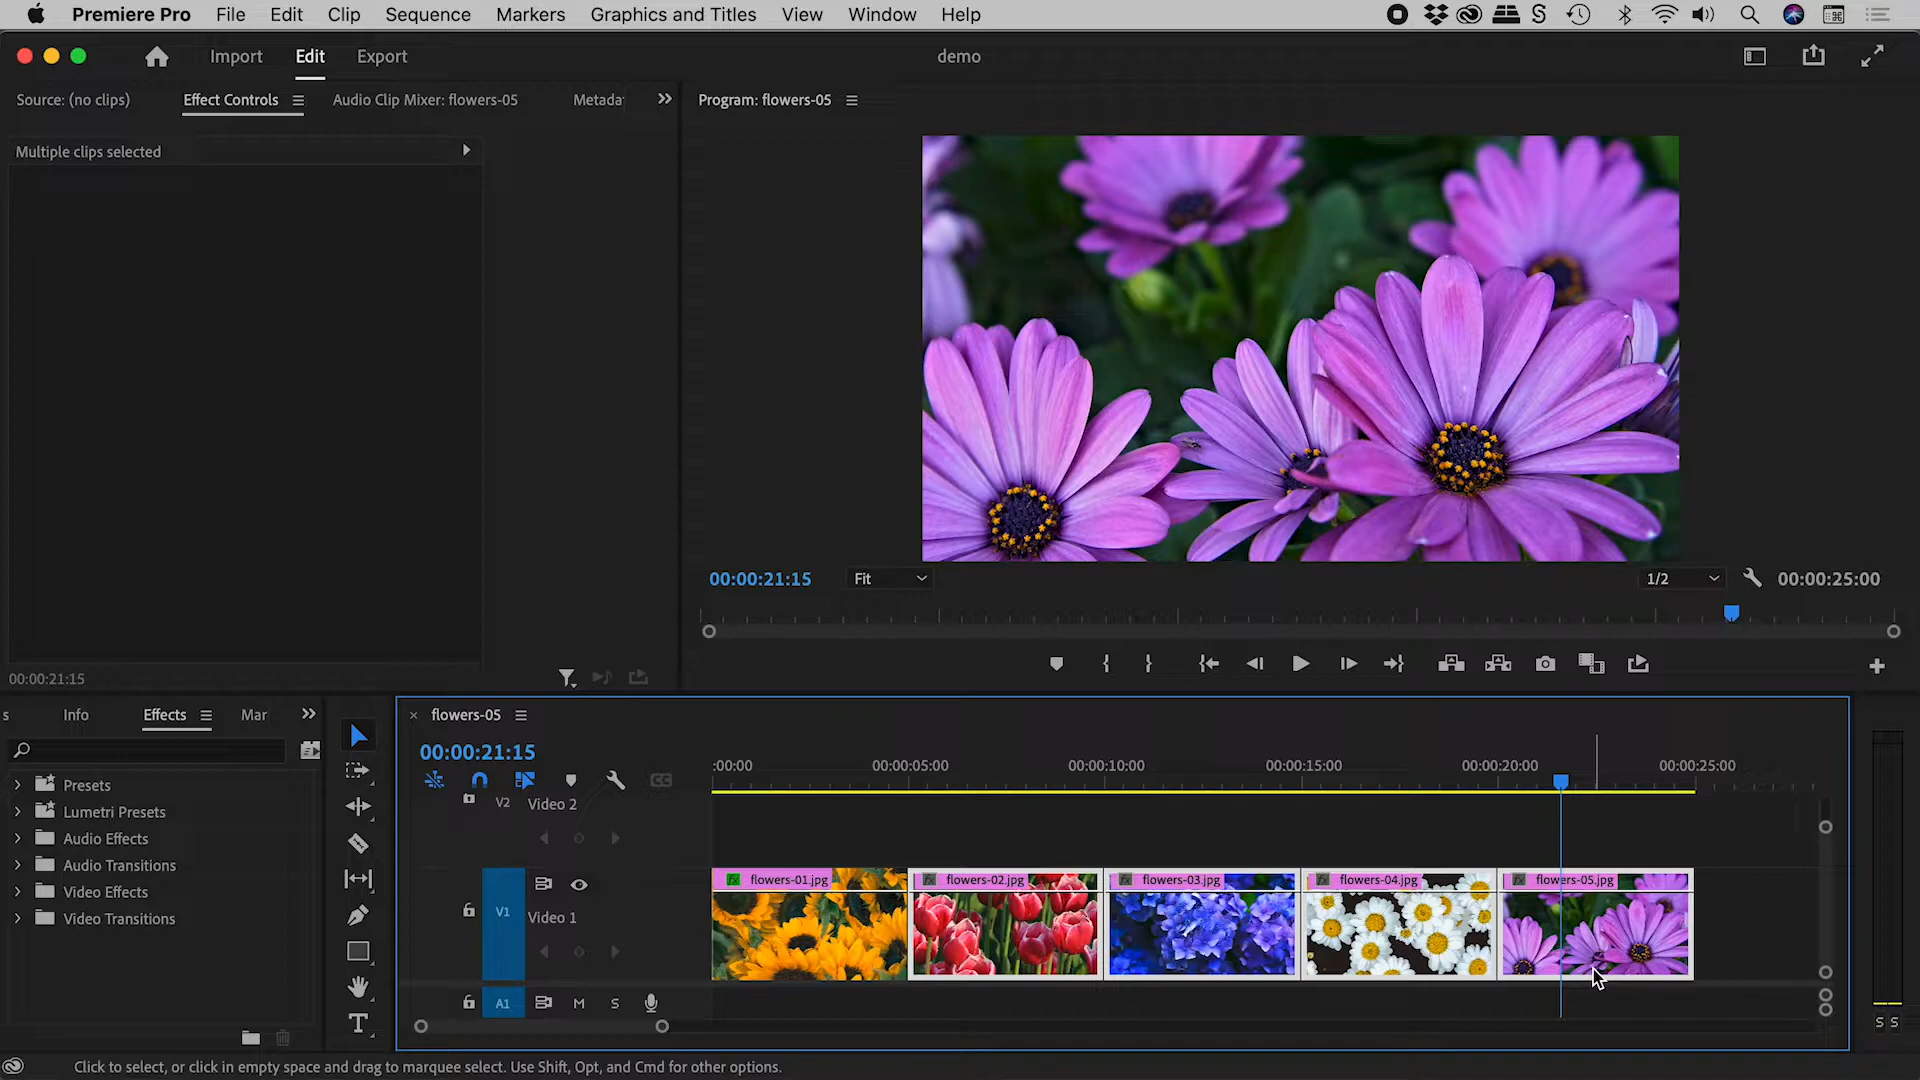 Premiere Pro File Edit Clip Sequence Markers Graphics and Titles View Window Help
Import Edit Export demo
Source: (no clips) Effect Controls Audio Clip Mixer: flowers-05 Metada Program: flowers-05
Multiple clips selected
00:00:21:15 Fit 1/2 00:00:25:00
00:00:21:15
s Info Effects Mar flowers-05
00:00:21:15
:00:00 00:00:05:00 00:00:10:00 00:00:15:00 00:00:20:00 00:00:25:00
Presets
Lumetri Presets
Audio Effects
Audio Transitions
Video Effects
Video Transitions
V2 Video 2
fx flowers-01.jpg fx flowers-02.jpg fx flowers-03.jpg fx flowers-04.jpg fx flowers-05.jpg
V1 Video 1
A1 M S
S S
Click to select, or click in empty space and drag to marquee select. Use Shift, Opt, and Cmd for other options.